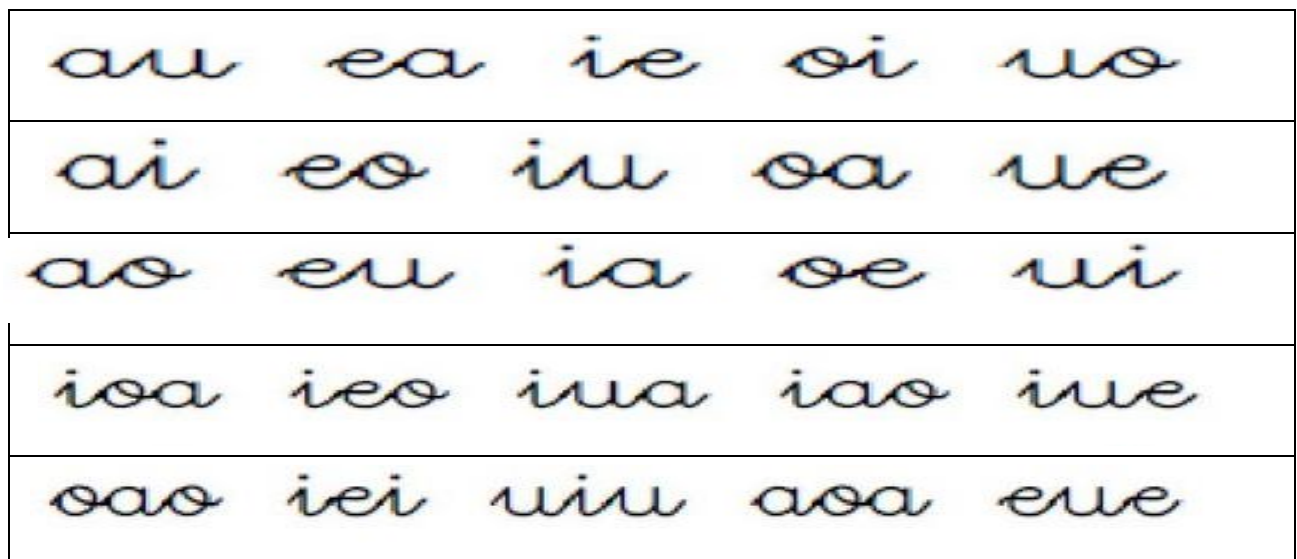 au ea ie oi uo
ai eo iu oa ue
ao eu ia oe ui
ioa ieo iua iao iue
oao iei uiu aoa eue